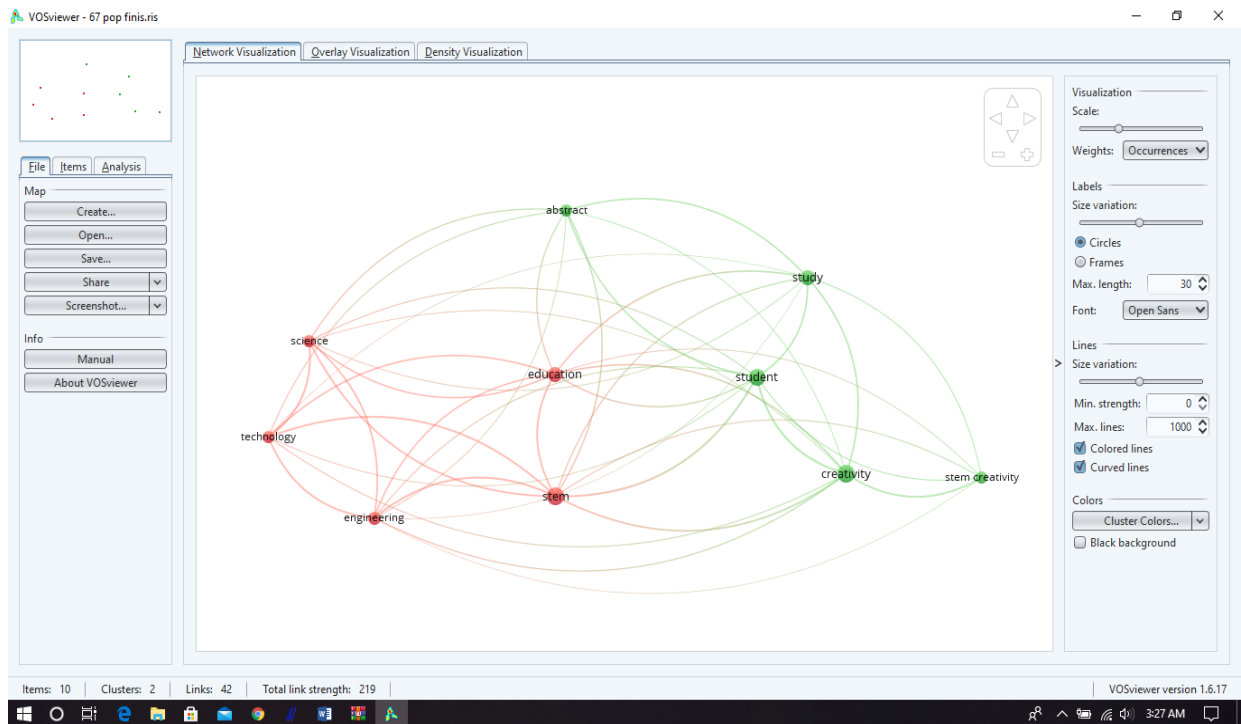 VOSviewer - 67 pop finis.ris
Network Visualization Overlay Visualization Density Visualization
File Items Analysis
Map
Create...
Open...
Save...
Share
Screenshot...
Info
Manual
About VOSviewer
abstract
study
science
education
student
technology
creativity
stem creativity
stem
engineering
Visualization
Scale:
Weights: Occurrences
Labels
Size variation:
Circles
Frames
Max. length: 30
Font: Open Sans
Lines
Size variation:
Min. strength: 0
Max. lines: 1000
Colored lines
Curved lines
Colors
Cluster Colors...
Black background
>
Items: 10 Clusters: 2 Links: 42 Total link strength: 219 VOSviewer version 1.6.17
3:27 AM